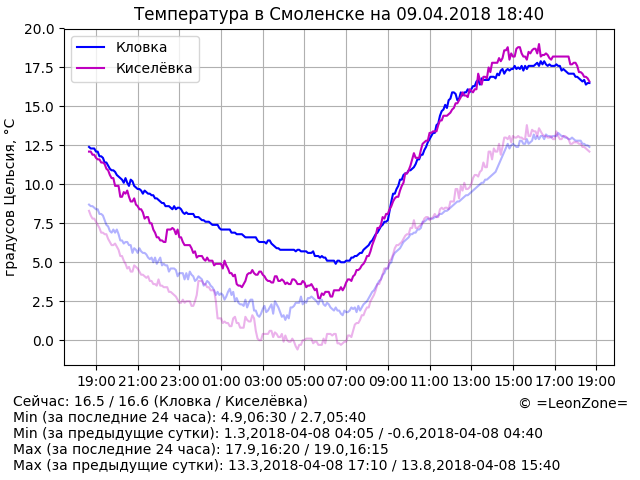 Температура в Смоленске на 09.04.2018 18:40
Кловка
Киселёвка
градусов Цельсия, °C
20.0
17.5
15.0
12.5
10.0
7.5
5.0
2.5
0.0
19:00 21:00 23:00 01:00 03:00 05:00 07:00 09:00 11:00 13:00 15:00 17:00 19:00
Сейчас: 16.5 / 16.6 (Кловка / Киселёвка)
© =LeonZone=
Min (за последние 24 часа): 4.9,06:30 / 2.7,05:40
Min (за предыдущие сутки): 1.3,2018-04-08 04:05 / -0.6,2018-04-08 04:40
Max (за последние 24 часа): 17.9,16:20 / 19.0,16:15
Max (за предыдущие сутки): 13.3,2018-04-08 17:10 / 13.8,2018-04-08 15:40